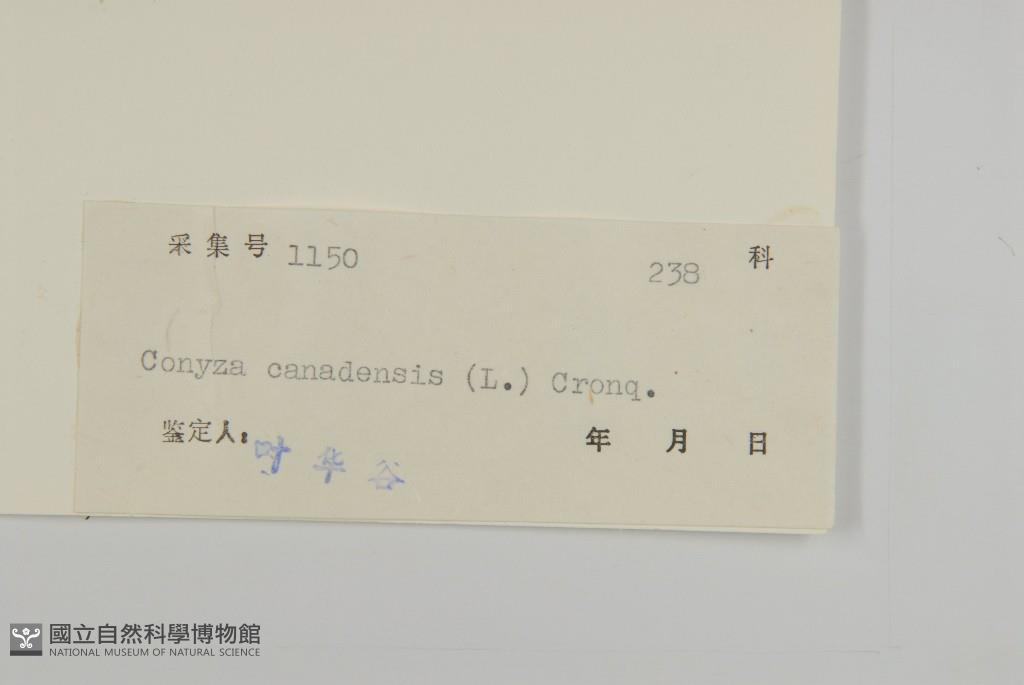 采集号 1150 238 科
Conyza canadensis (L.) Cronq.
鉴定人: 叶华谷 年 月 日
國立自然科學博物館
NATIONAL MUSEUM OF NATURAL SCIENCE